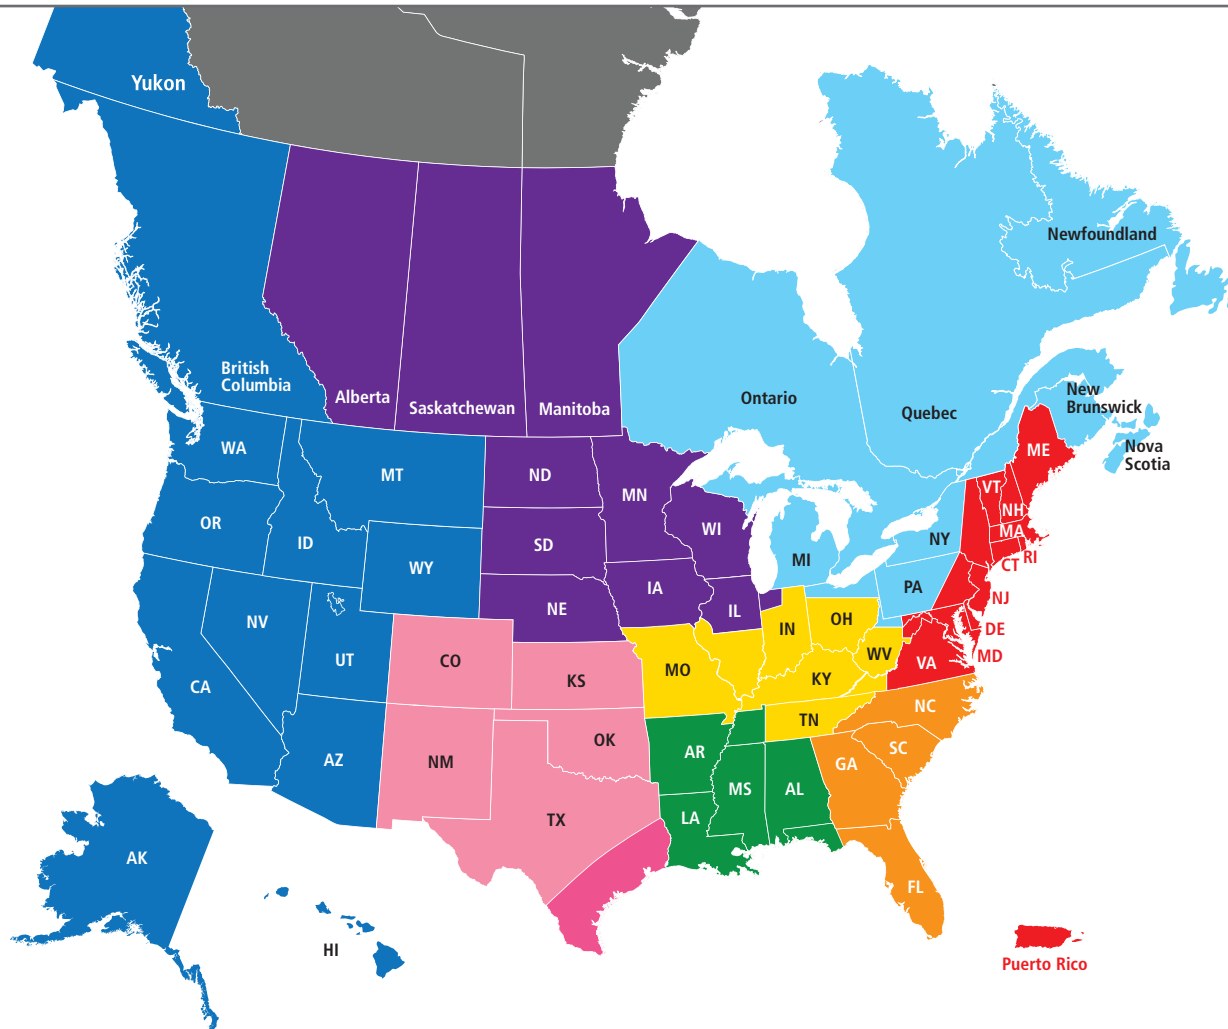 Yukon
Newfoundland
British
Columbia
Alberta
Saskatchewan
Manitoba
Ontario
Quebec
New
Brunswick
Nova
Scotia
WA
MT
ND
MN
ME
VT
NH
MA
RI
CT
OR
ID
SD
WI
MI
NY
WY
IA
NE
IL
PA
NJ
NV
UT
CO
KS
MO
IN
OH
WV
KY
VA
DE
MD
CA
AZ
NM
OK
AR
TN
NC
SC
GA
TX
LA
MS
AL
FL
AK
HI
Puerto Rico